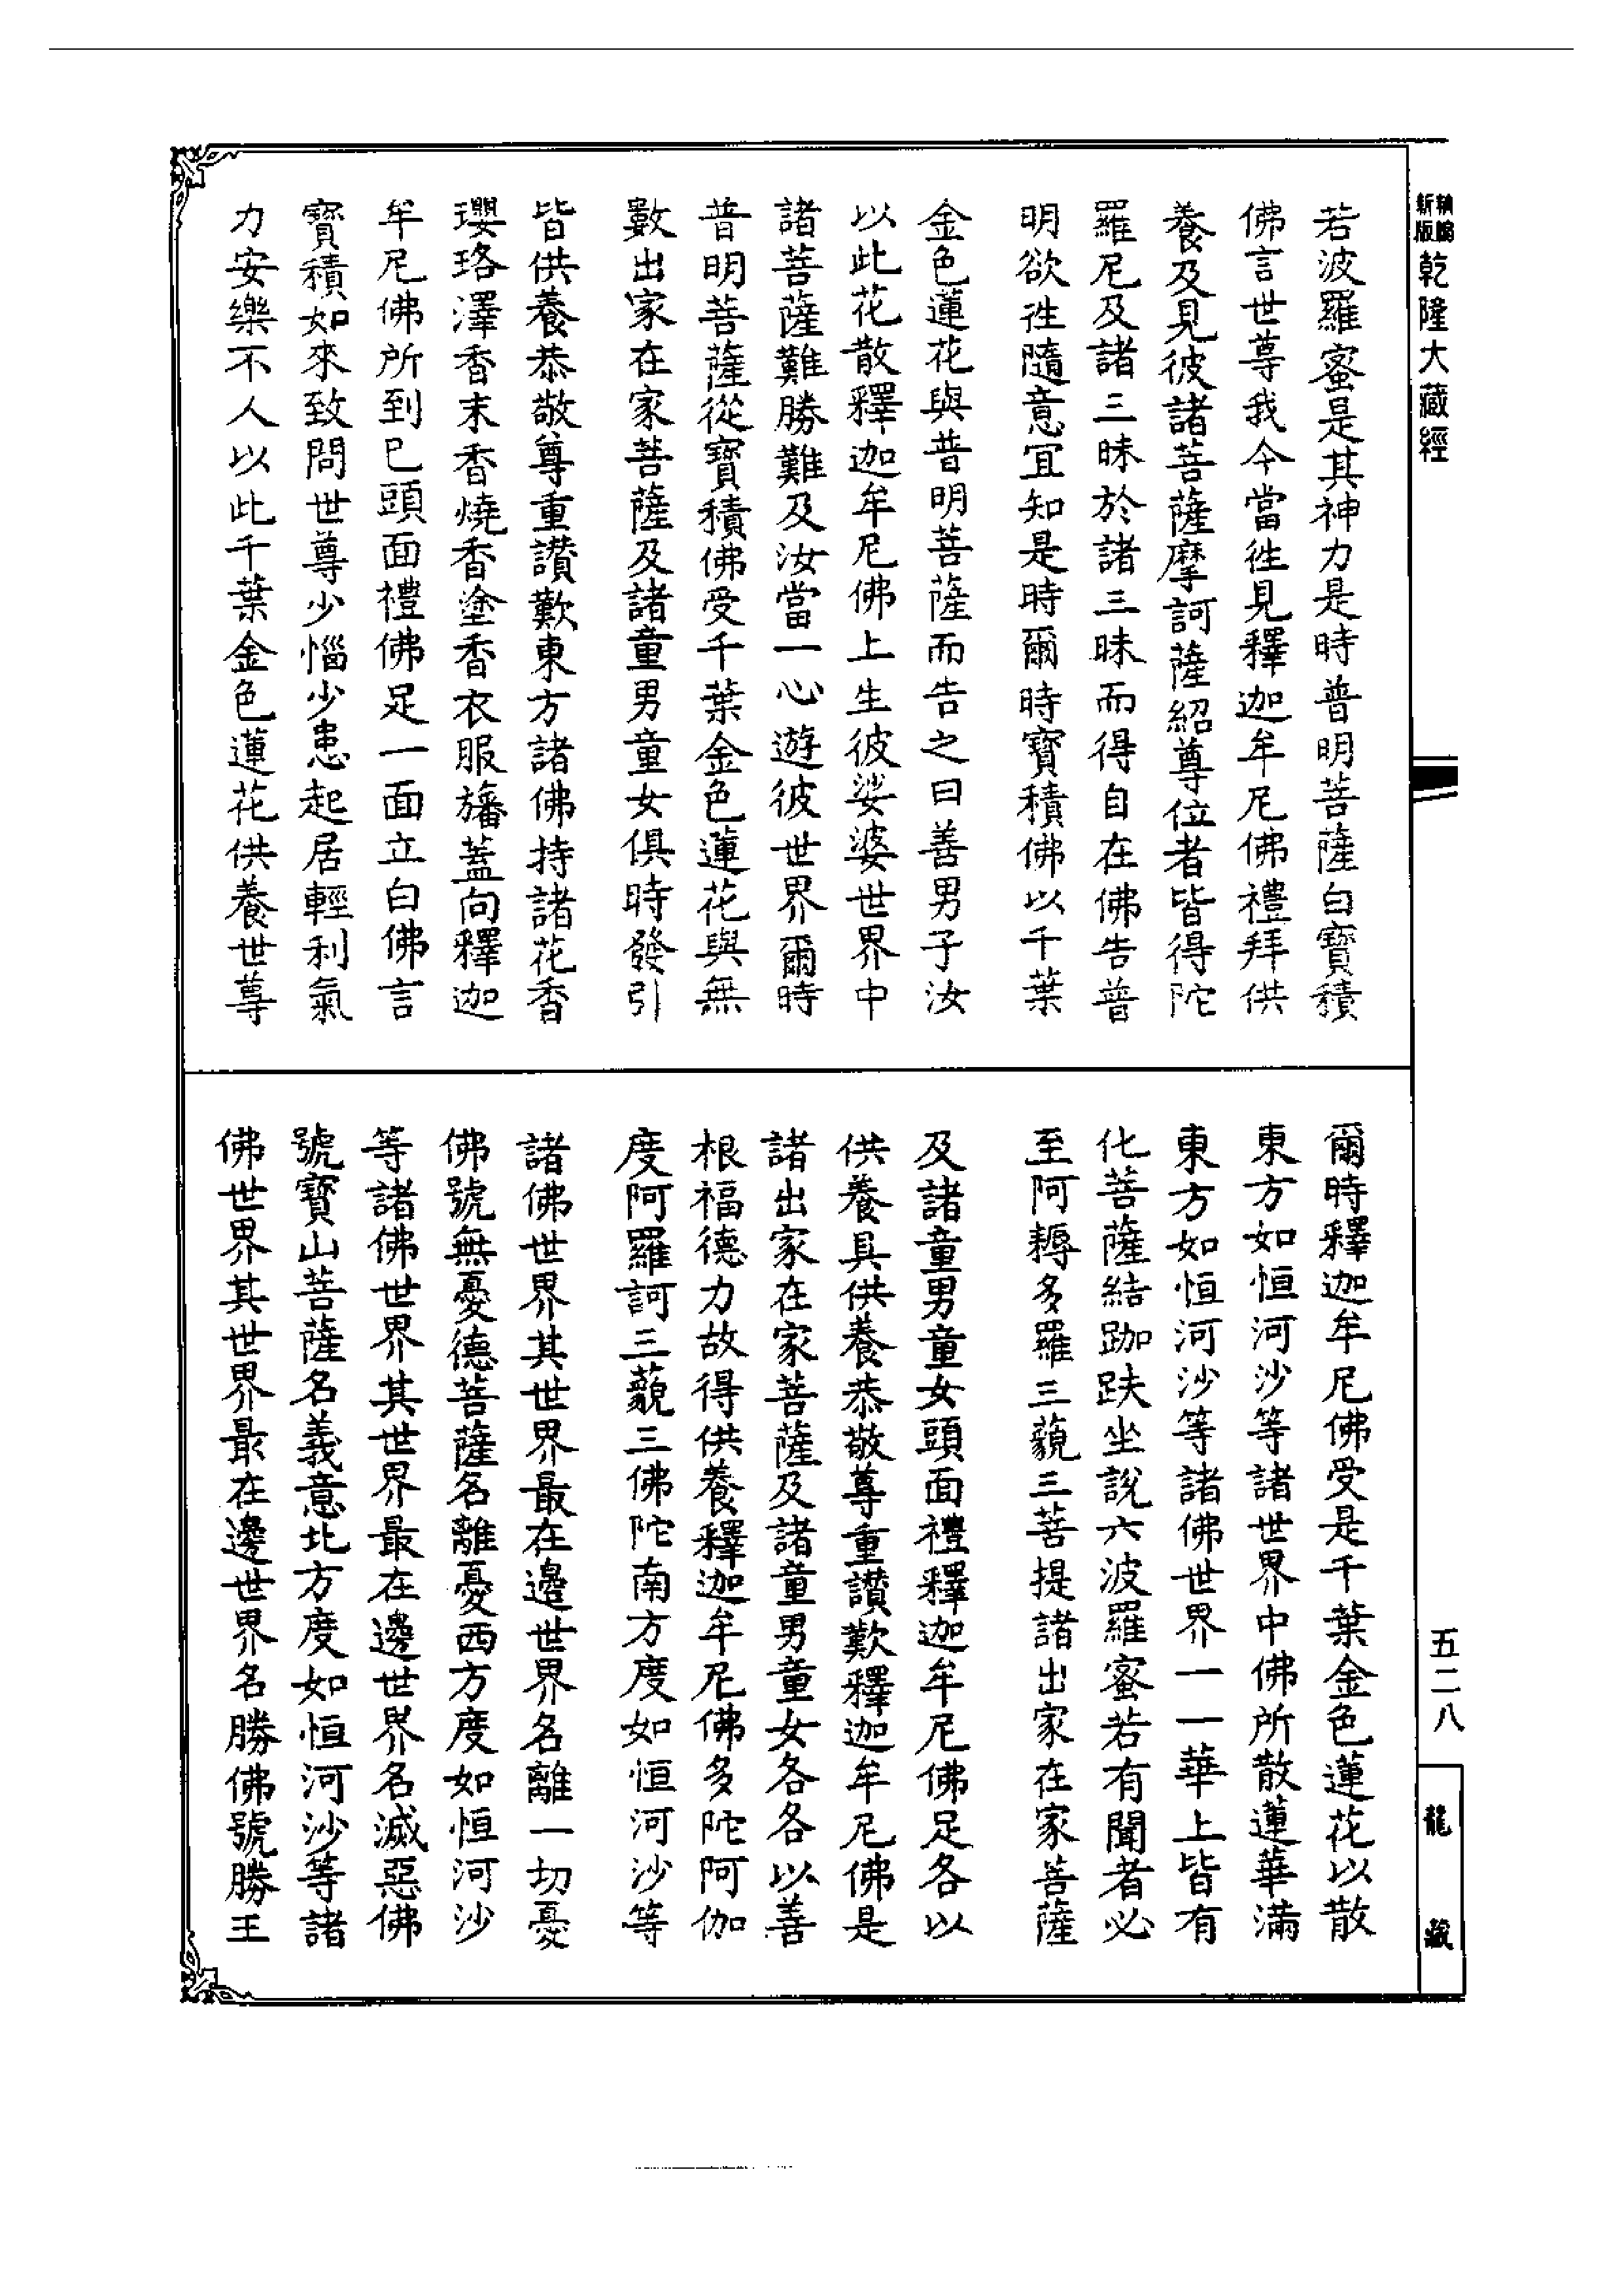 新編縮版乾隆大藏經
若波羅蜜是其神力是時普明菩薩白寶積
佛言世尊我今當徃見釋迦牟尼佛禮拜供
養及見彼諸菩薩摩訶薩紹尊位者皆得陀
羅尼及諸三昧於諸三昧而得自在佛告普
明欲徃隨意宜知是時爾時寶積佛以千葉
金色蓮花與普明菩薩而告之曰善男子汝
以此花散釋迦牟尼佛上生彼娑婆世界中
諸菩薩難勝難及汝當一心遊彼世界爾時
普明菩薩從寶積佛受千葉金色蓮花與無
數出家在家菩薩及諸童男童女俱時發引
皆供養恭敬尊重讚歎東方諸佛持諸花香
瓔珞澤香末香燒香塗香衣服旛蓋向釋迦
牟尼佛所到已頭面禮佛足一面立白佛言
寶積如來致問世尊少惱少患起居輕利氣
力安樂不人以此千葉金色蓮花供養世尊
爾時釋迦牟尼佛受是千葉金色蓮花以散
東方如恒河沙等諸世界中佛所散蓮華滿
東方如恒河沙等諸佛世界一一華上皆有
化菩薩結跏趺坐說六波羅蜜若有聞者必
至阿耨多羅三藐三菩提諸出家在家菩薩
及諸童男童女頭面禮釋迦牟尼佛足各以
供養具供養恭敬尊重讚歎釋迦牟尼佛是
諸出家在家菩薩及諸童男童女各各以善
根福德力故得供養釋迦牟尼佛多陀阿伽
度阿羅訶三藐三佛陀南方度如恒河沙等
諸佛世界其世界最在邊世界名離一切憂
佛號無憂德菩薩名離憂西方度如恒河沙
等諸佛世界其世界最在邊世界名滅惡佛
號寶山菩薩名義意北方度如恒河沙等諸
佛世界其世界最在邊世界名勝佛號勝王
五二八
龍藏